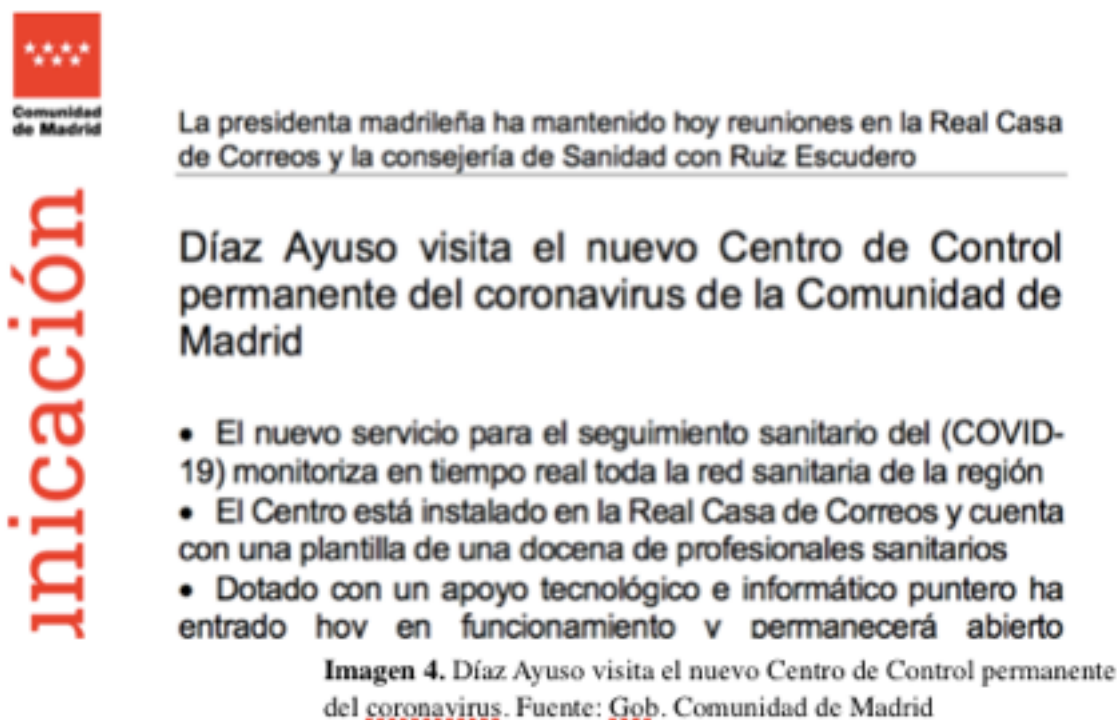 Comunidad
de Madrid
La presidenta madrileña ha mantenido hoy reuniones en la Real Casa
de Correos y la consejería de Sanidad con Ruiz Escudero
Díaz Ayuso visita el nuevo Centro de Control
permanente del coronavirus de la Comunidad de
Madrid
• El nuevo servicio para el seguimiento sanitario del (COVID-
19) monitoriza en tiempo real toda la red sanitaria de la región
• El Centro está instalado en la Real Casa de Correos y cuenta
con una plantilla de una docena de profesionales sanitarios
• Dotado con un apoyo tecnológico e informático puntero ha
entrado hoy en funcionamiento y permanecerá abierto
unicación
Imagen 4. Díaz Ayuso visita el nuevo Centro de Control permanente
del coronavirus. Fuente: Gob. Comunidad de Madrid